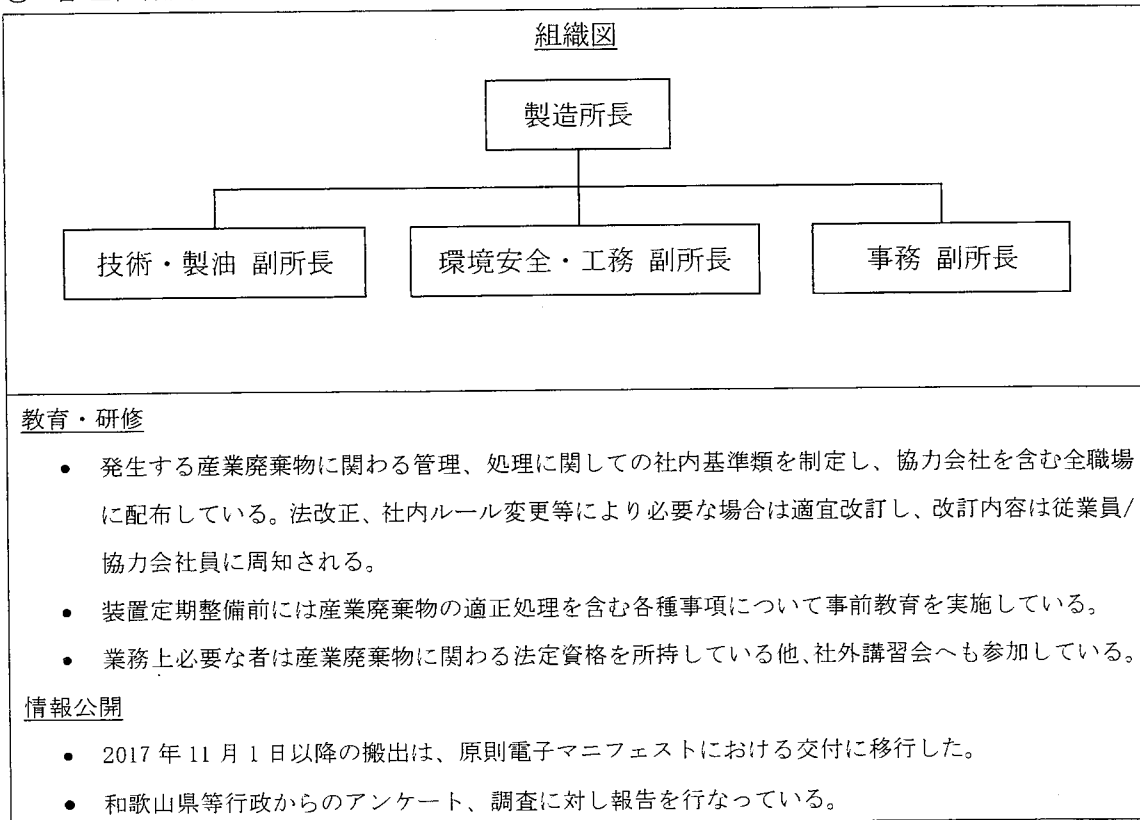 組織図
製造所長
技術・製油 副所長
環境安全・工務 副所長
事務 副所長
教育・研修
• 発生する産業廃棄物に関わる管理、処理に関しての社内基準類を制定し、協力会社を含む全職場
に配布している。法改正、社内ルール変更等により必要な場合は適宜改訂し、改訂内容は従業員/
協力会社員に周知される。
• 装置定期整備前には産業廃棄物の適正処理を含む各種事項について事前教育を実施している。
• 業務上必要な者は産業廃棄物に関わる法定資格を所持している他、社外講習会へも参加している。
情報公開
• 2017 年 11 月 1 日以降の搬出は、原則電子マニフェストにおける交付に移行した。
• 和歌山県等行政からのアンケート、調査に対し報告を行なっている。